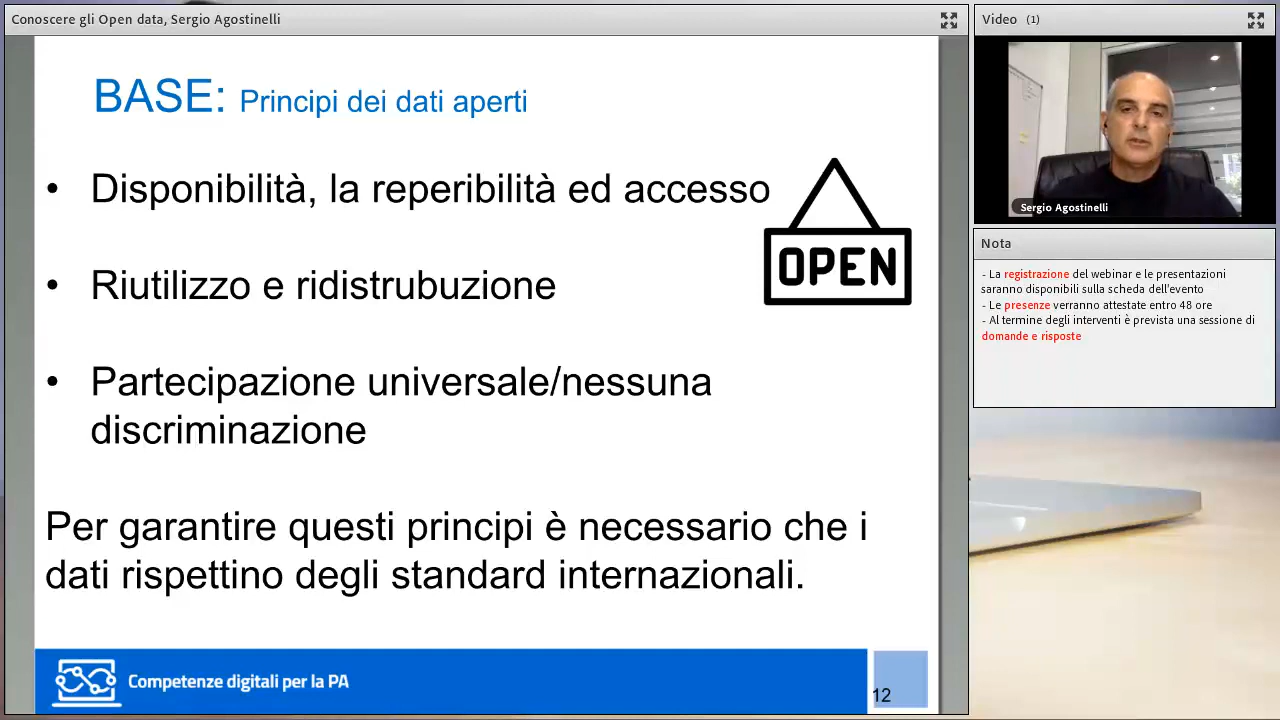 Conoscere gli Open data, Sergio Agostinelli
BASE: Principi dei dati aperti
• Disponibilità, la reperibilità ed accesso
OPEN
• Riutilizzo e ridistrubuzione
• Partecipazione universale/nessuna
discriminazione
Per garantire questi principi è necessario che i
dati rispettino degli standard internazionali.
Competenze digitali per la PA
12
Video (1)
Sergio Agostinelli
Nota
- La registrazione del webinar e le presentazioni
saranno disponibili sulla scheda dell'evento
- Le presenze verranno attestate entro 48 ore
- Al termine degli interventi è prevista una sessione di
domande e risposte